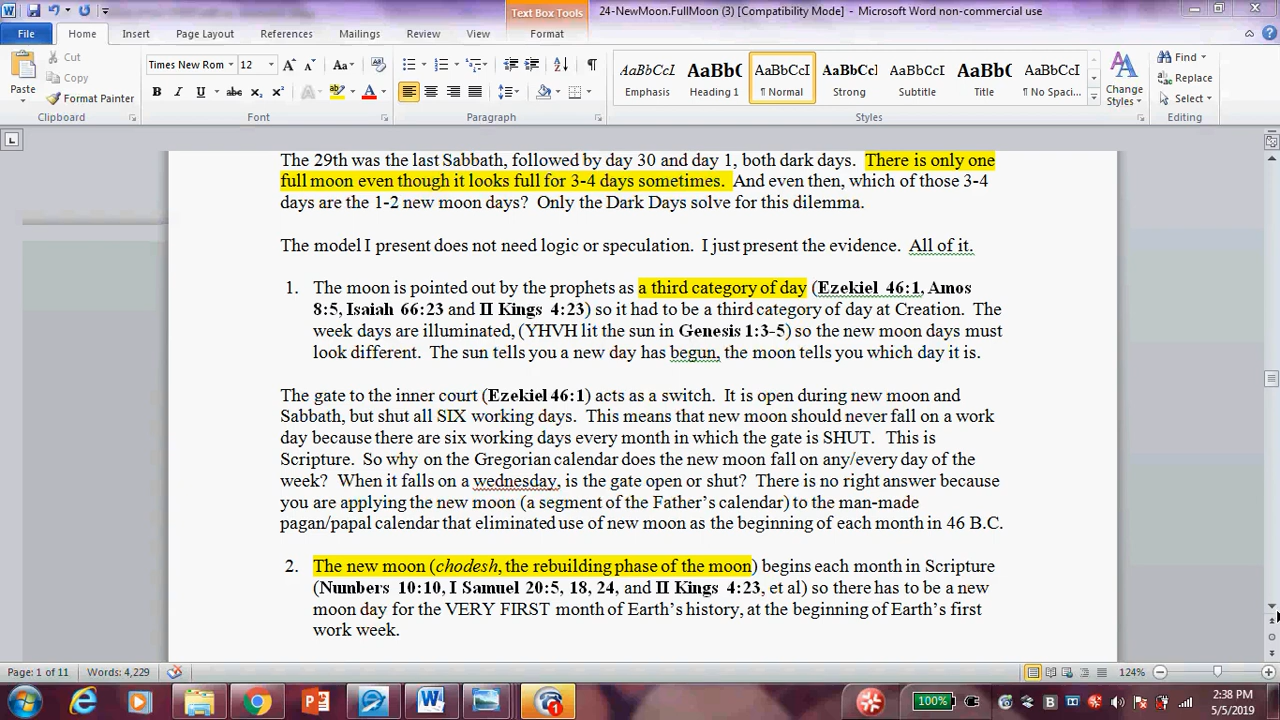 Text Box Tools
24-NewMoon.FullMoon (3) [Compatibility Mode] - Microsoft Word non-commercial use
File Home Insert Page Layout References Mailings Review View Format
Cut
Copy
Format Painter
Paste
Clipboard
Times New Rom 12
Font
Paragraph
AaBbCcI AaBb( AaBbCcI AaBbCcl AaBbCcl AaBb( AaBbCcI
Emphasis Heading 1 ¶ Normal Strong Subtitle Title ¶ No Spaci...
Change Styles
Styles
Find
Replace
Select
Editing
The 29th was the last Sabbath, followed by day 30 and day 1, both dark days. There is only one
full moon even though it looks full for 3-4 days sometimes. And even then, which of those 3-4
days are the 1-2 new moon days? Only the Dark Days solve for this dilemma.
The model I present does not need logic or speculation. I just present the evidence. All of it.
1. The moon is pointed out by the prophets as a third category of day (Ezekiel 46:1, Amos
8:5, Isaiah 66:23 and II Kings 4:23) so it had to be a third category of day at Creation. The
week days are illuminated, (YHVH lit the sun in Genesis 1:3-5) so the new moon days must
look different. The sun tells you a new day has begun, the moon tells you which day it is.
The gate to the inner court (Ezekiel 46:1) acts as a switch. It is open during new moon and
Sabbath, but shut all SIX working days. This means that new moon should never fall on a work
day because there are six working days every month in which the gate is SHUT. This is
Scripture. So why on the Gregorian calendar does the new moon fall on any/every day of the
week? When it falls on a wednesday, is the gate open or shut? There is no right answer because
you are applying the new moon (a segment of the Father's calendar) to the man-made
pagan/papal calendar that eliminated use of new moon as the beginning of each month in 46 B.C.
2. The new moon (chodesh, the rebuilding phase of the moon) begins each month in Scripture
(Numbers 10:10, I Samuel 20:5, 18, 24, and II Kings 4:23, et al) so there has to be a new
moon day for the VERY FIRST month of Earth's history, at the beginning of Earth's first
work week.
Page: 1 of 11 Words: 4,229 124%
100%
2:38 PM
5/5/2019